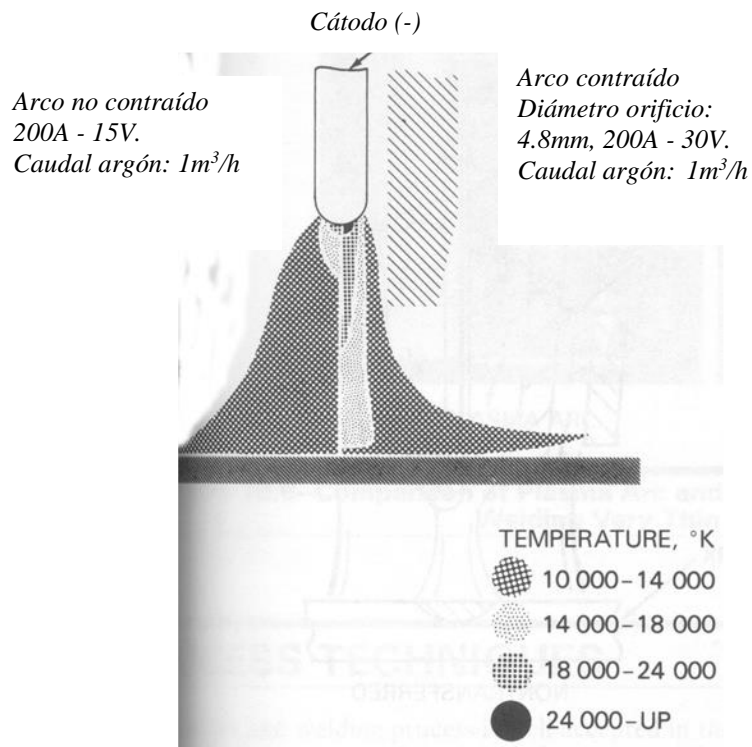 Cátodo (-)
Arco no contraído
200A - 15V.
Caudal argón: 1m³/h
Arco contraído
Diámetro orificio:
4.8mm, 200A - 30V.
Caudal argón: 1m³/h
TEMPERATURE, °K
10 000–14 000
14 000–18 000
18 000–24 000
24 000–UP